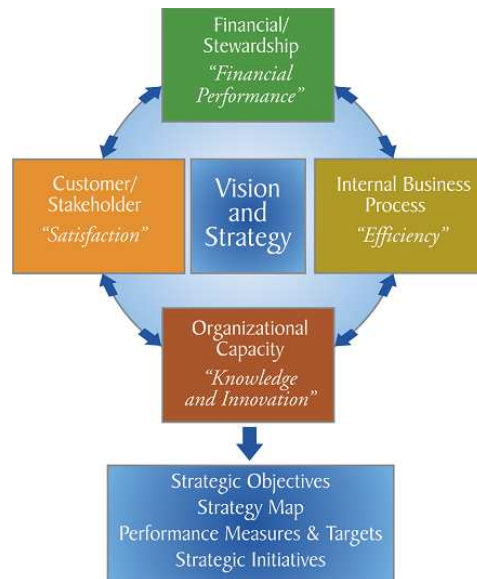 Financial/
Stewardship
“Financial
Performance”
Customer/
Stakeholder
“Satisfaction”
Vision
and
Strategy
Internal Business
Process
“Efficiency”
Organizational
Capacity
“Knowledge
and Innovation”
Strategic Objectives
Strategy Map
Performance Measures & Targets
Strategic Initiatives